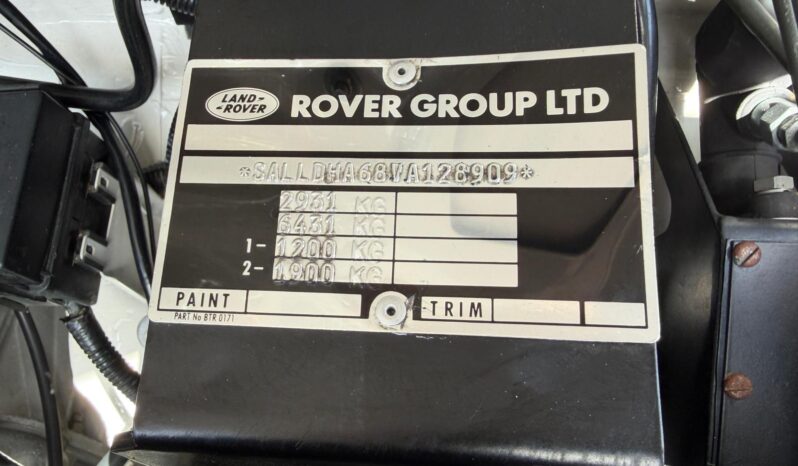 LAND-
-ROVER
ROVER GROUP LTD
*SALLDHA68VA128909*
2931 KG
6431 KG
1- 1200 KG
2- 1900 KG
PAINT
TRIM
PART No BTR 0171